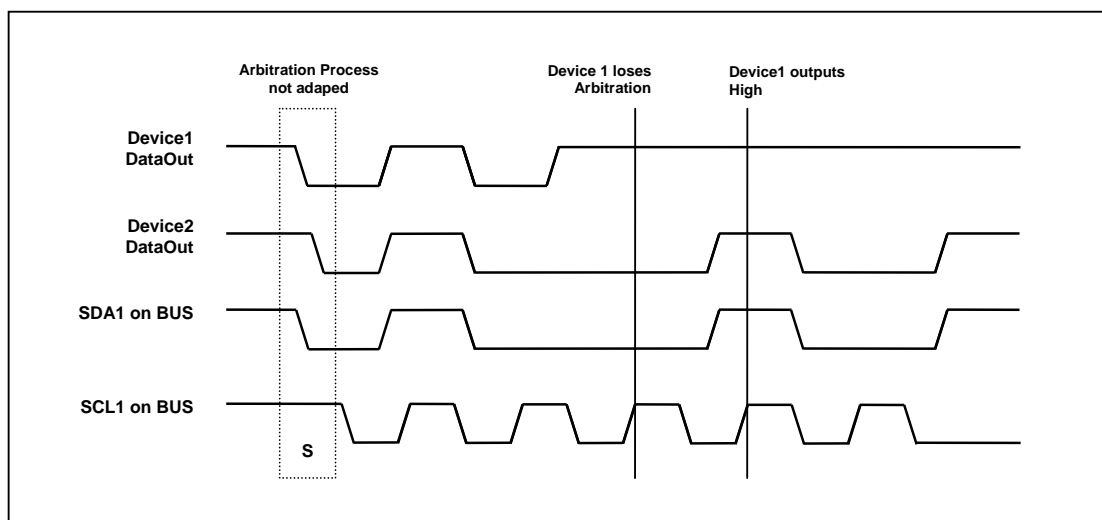 Arbitration Process
not adaped
Device 1 loses
Arbitration
Device1 outputs
High
Device1
DataOut
Device2
DataOut
SDA1 on BUS
SCL1 on BUS
S